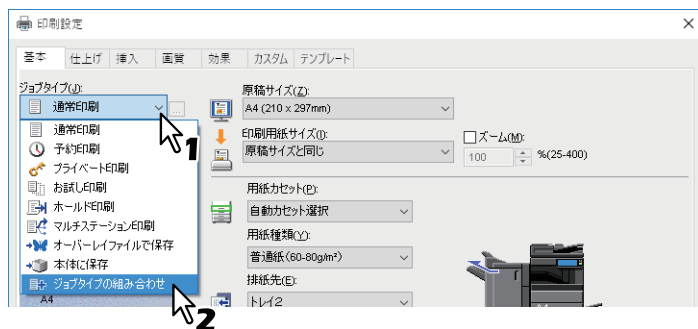 印刷設定
基本 仕上げ 挿入 画質 効果 カスタム テンプレート
ジョブタイプ(J):
通常印刷
...
1
通常印刷
予約印刷
プライベート印刷
お試し印刷
ホールド印刷
マルチステーション印刷
オーバーレイファイルで保存
本体に保存
ジョブタイプの組み合わせ
2
A4
原稿サイズ(Z):
A4 (210 x 297mm)
印刷用紙サイズ(I):
原稿サイズと同じ
ズーム(M):
100 %(25-400)
用紙カセット(P):
自動カセット選択
用紙種類(Y):
普通紙(60-80g/m²)
排紙先(E):
トレイ2